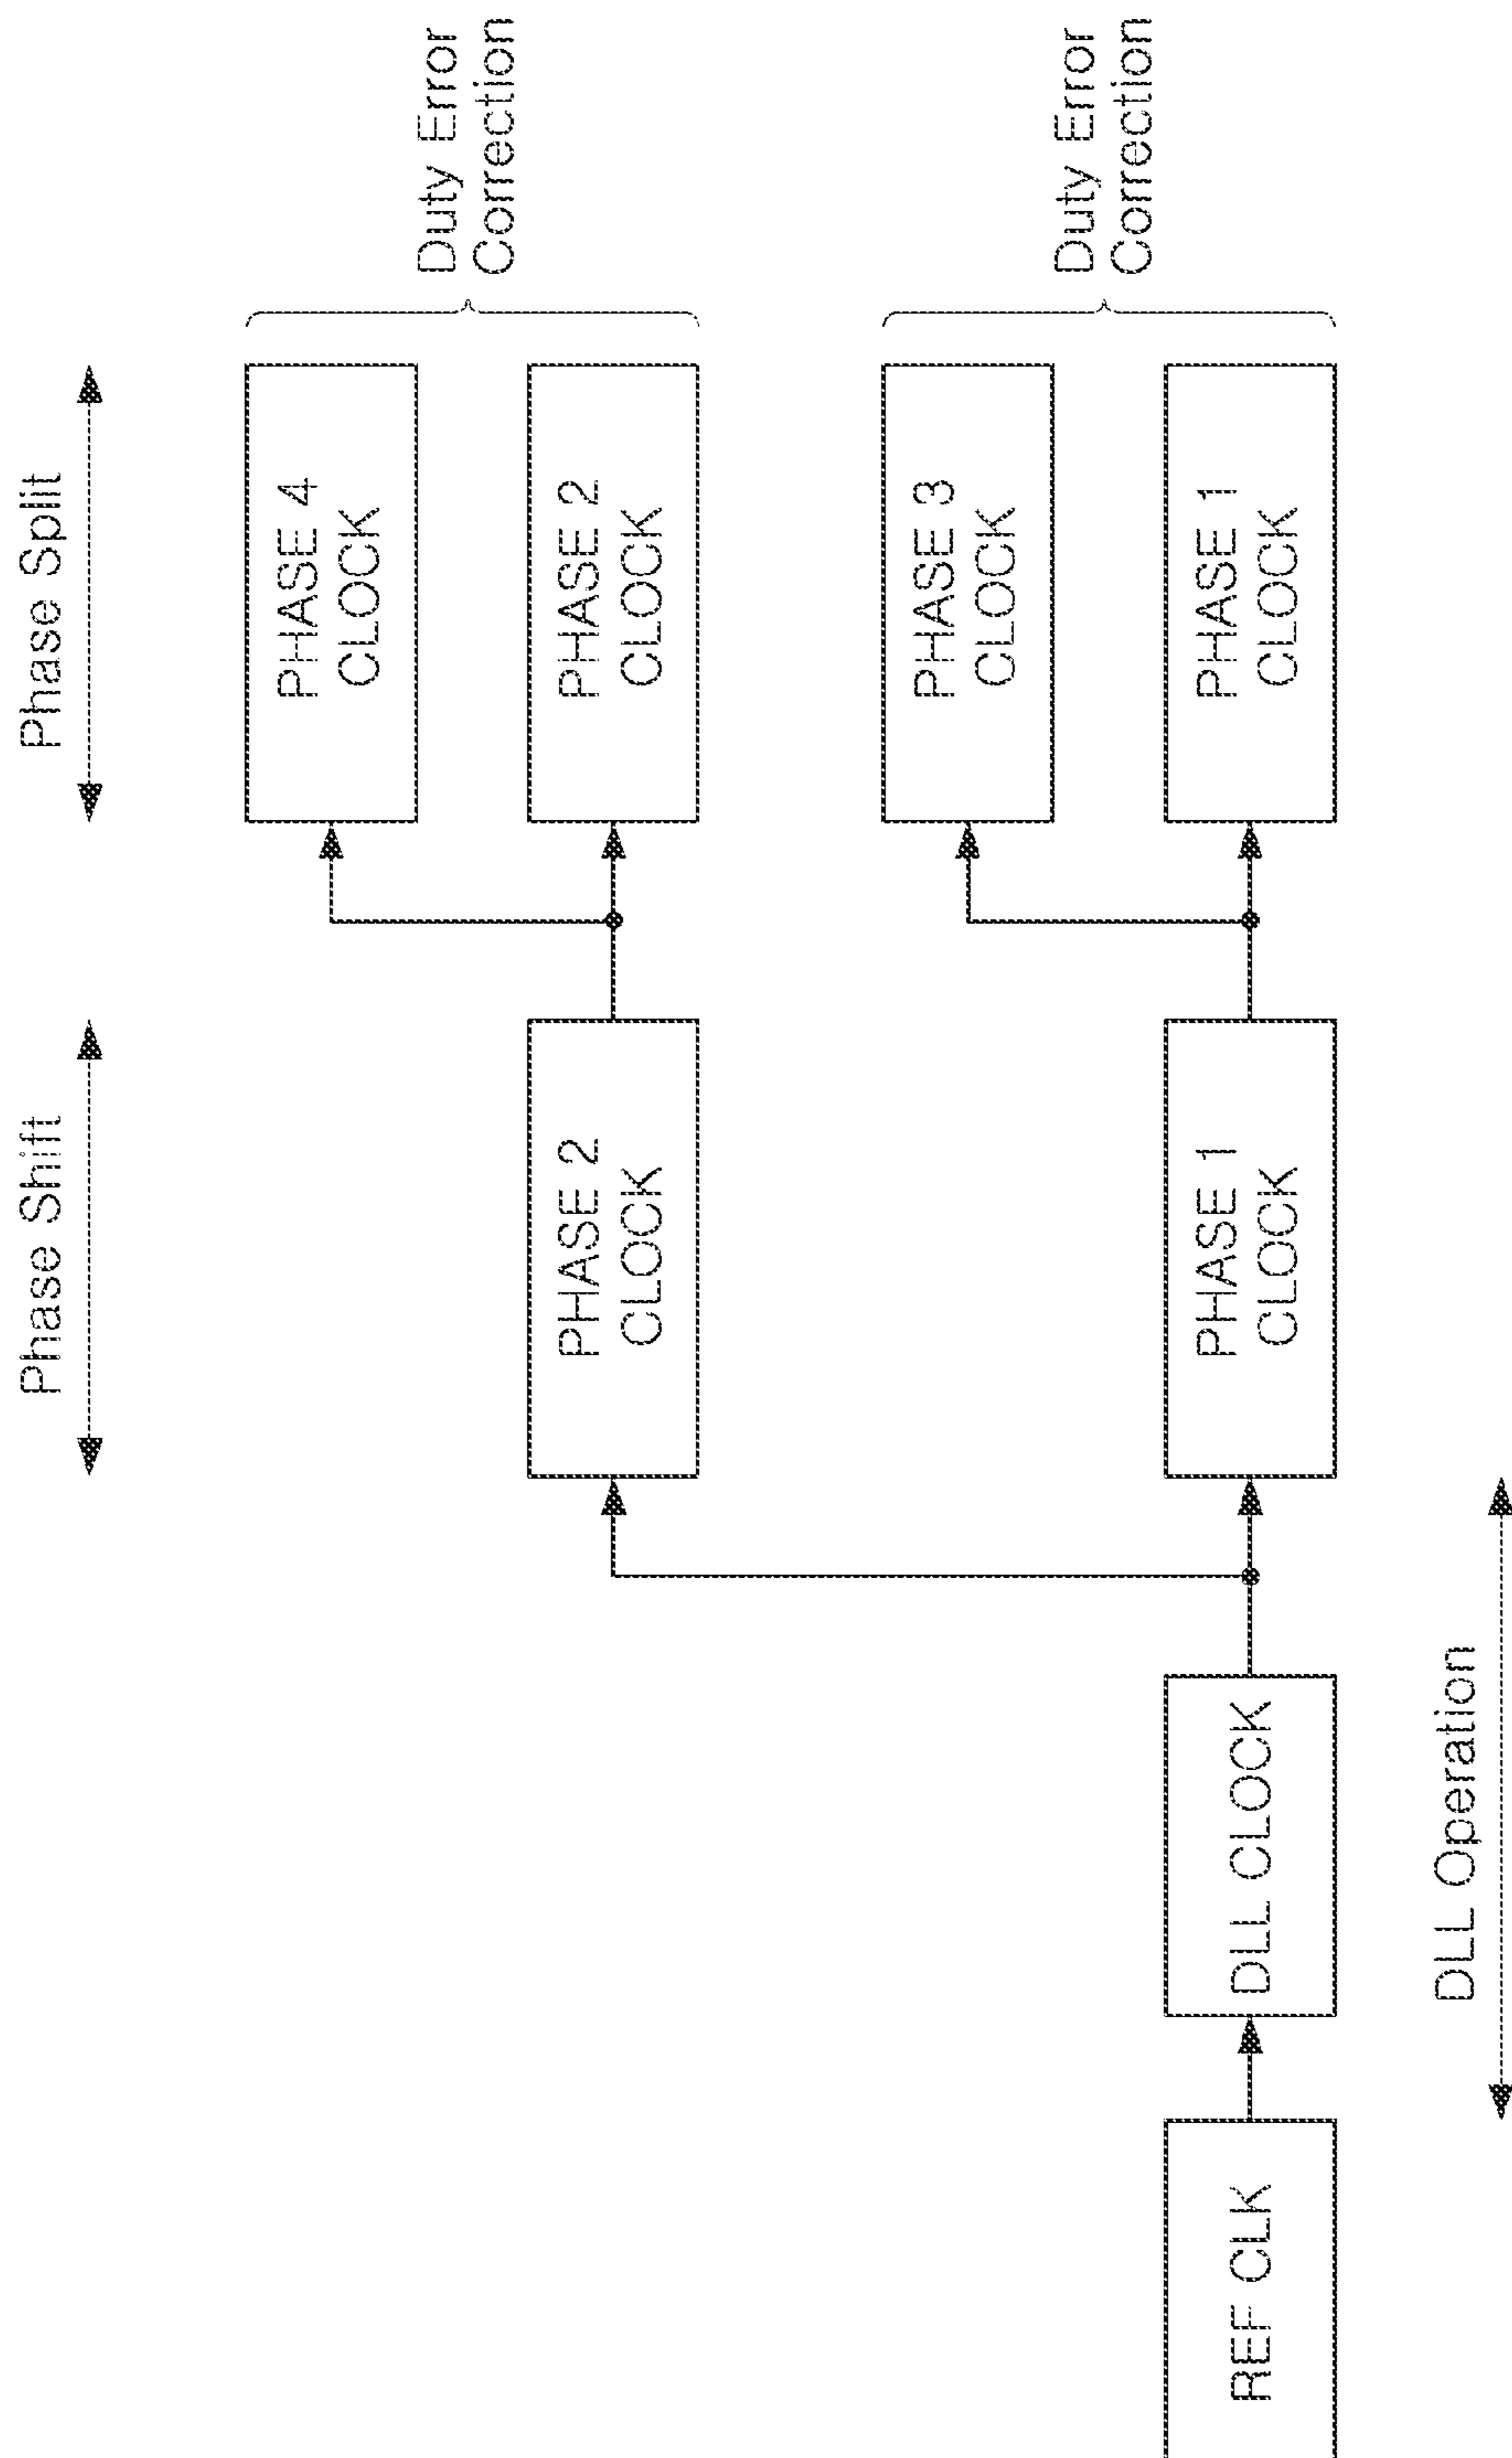 Phase Shift
Phase Split
PHASE 4
CLOCK
Duty Error
Correction
PHASE 2
CLOCK
PHASE 2
CLOCK
PHASE 3
CLOCK
Duty Error
Correction
REF CLK
DLL CLOCK
PHASE 1
CLOCK
PHASE 1
CLOCK
DLL Operation